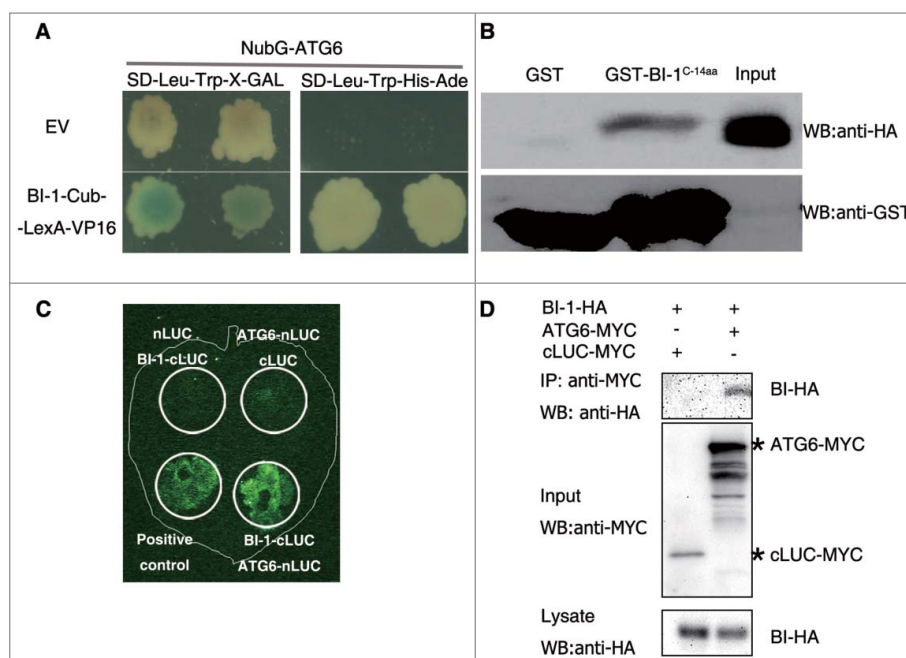 A
NubG-ATG6
SD-Leu-Trp-X-GAL SD-Leu-Trp-His-Ade
EV
BI-1-Cub-
-LexA-VP16
B
GST GST-BI-1C-14aa Input
WB:anti-HA
WB:anti-GST
C
nLUC ATG6-nLUC
BI-1-cLUC cLUC
Positive BI-1-cLUC
control ATG6-nLUC
D
BI-1-HA + +
ATG6-MYC - +
cLUC-MYC + -
IP: anti-MYC
WB: anti-HA
BI-HA
* ATG6-MYC
Input
WB:anti-MYC
* cLUC-MYC
Lysate
WB:anti-HA
BI-HA